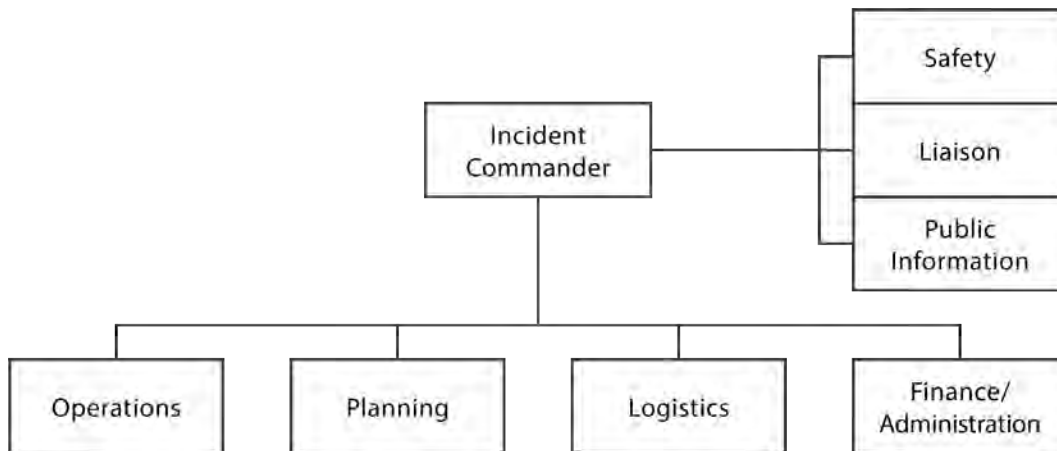 Safety
Incident
Commander
Liaison
Public
Information
Operations
Planning
Logistics
Finance/
Administration